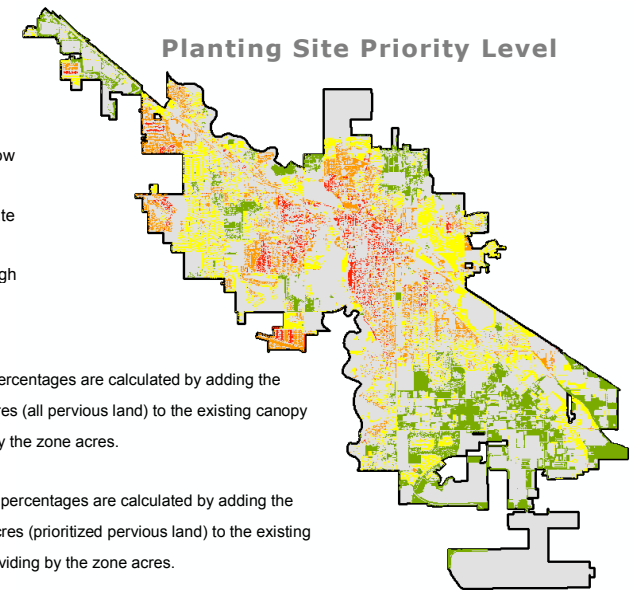 Planting Site Priority Level
ow
te
gh
ercentages are calculated by adding the
res (all pervious land) to the existing canopy
y the zone acres.
percentages are calculated by adding the
cres (prioritized pervious land) to the existing
viding by the zone acres.